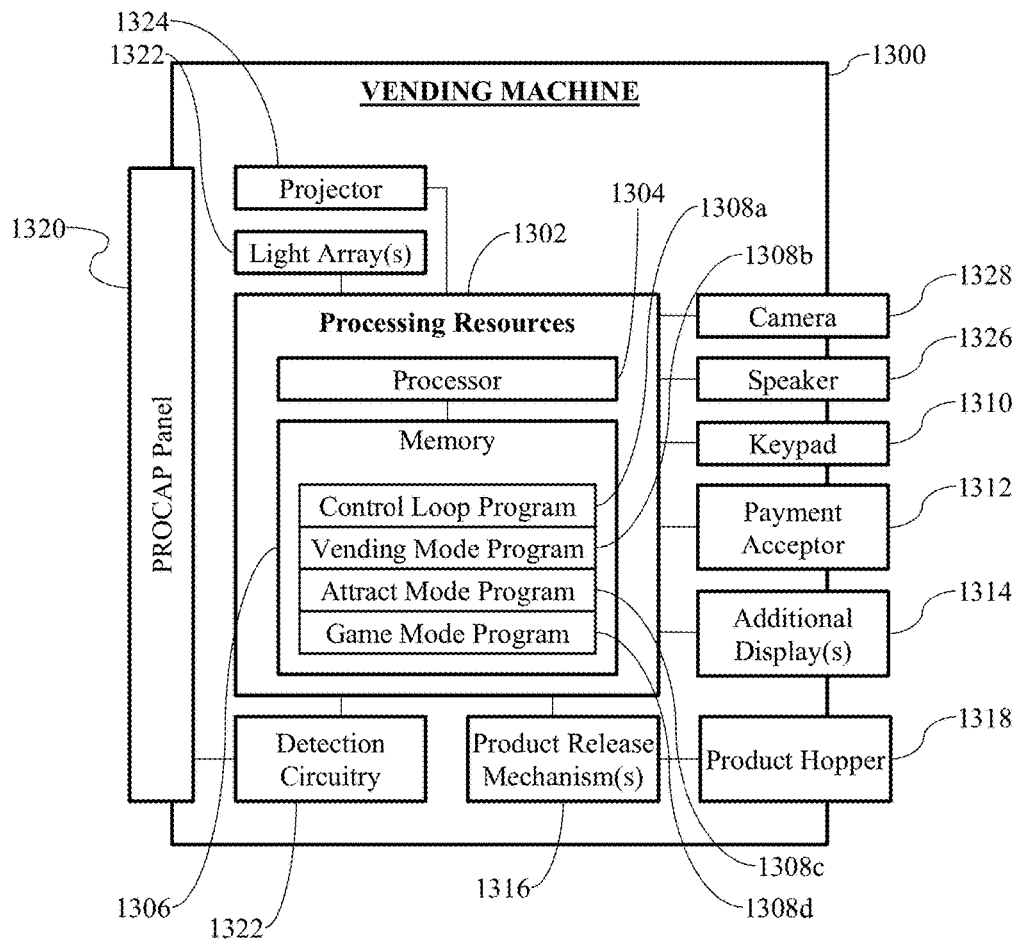 1324
1322
1300
VENDING MACHINE
Projector
1304
1308a
1320
Light Array(s)
1302
1308b
Processing Resources
Camera
1328
Processor
Speaker
1326
Memory
Keypad
1310
PROCAP Panel
Control Loop Program
Vending Mode Program
Attract Mode Program
Game Mode Program
Payment
Acceptor
1312
Additional
Display(s)
1314
Detection
Circuitry
Product Release
Mechanism(s)
Product Hopper
1318
1306
1322
1316
1308c
1308d